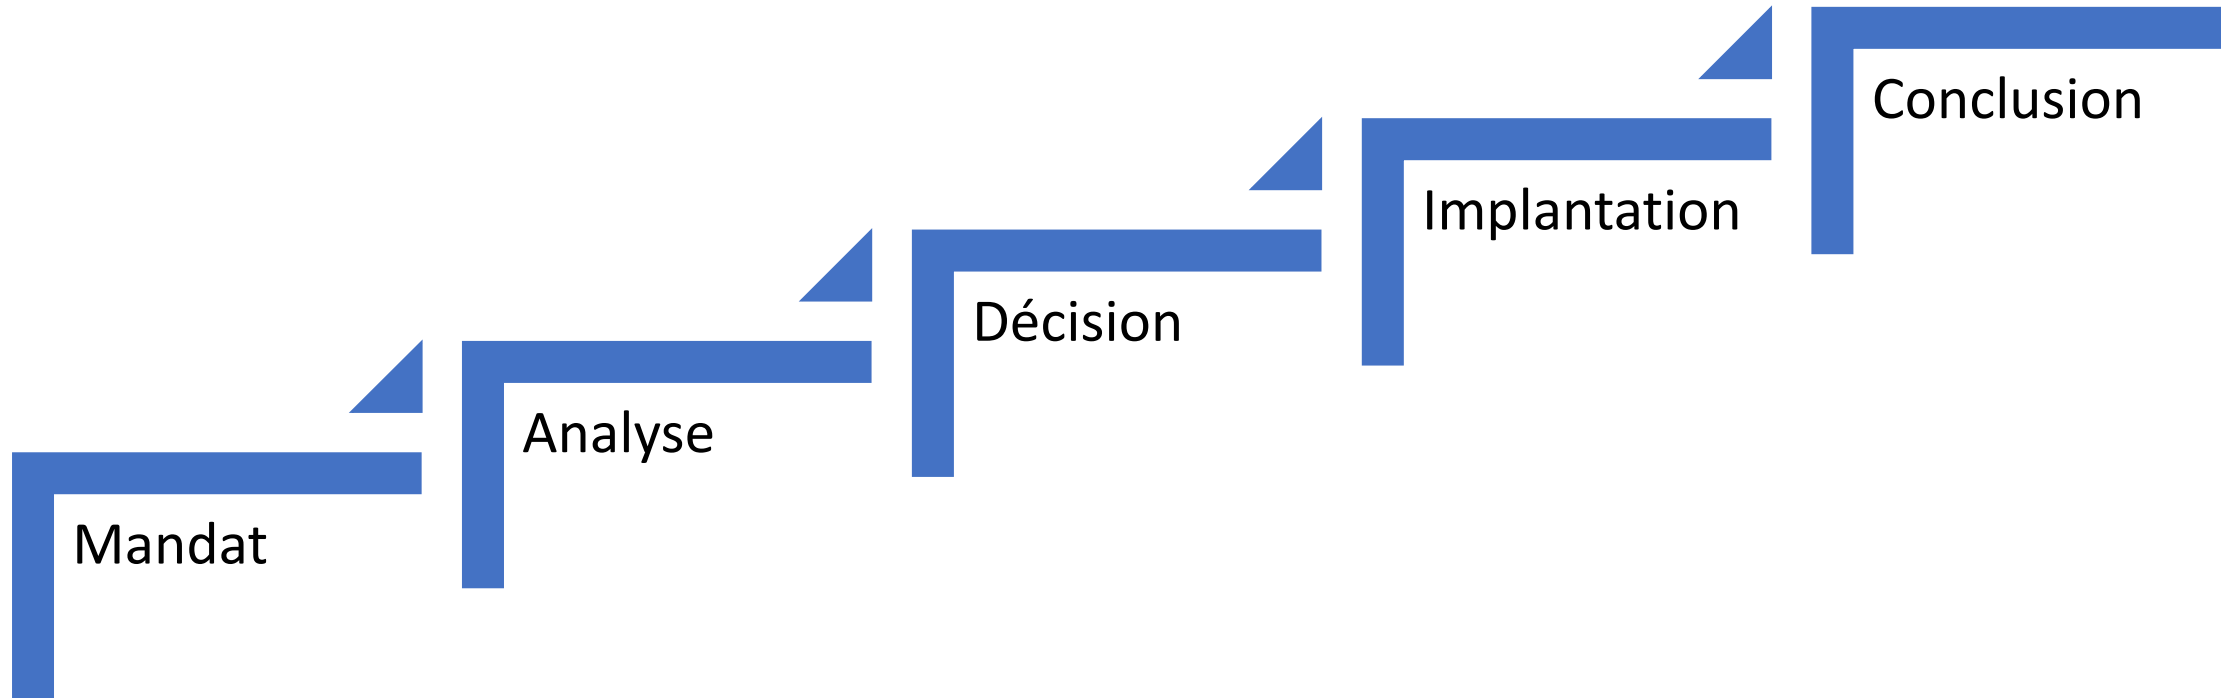 Mandat
Analyse
Décision
Implantation
Conclusion